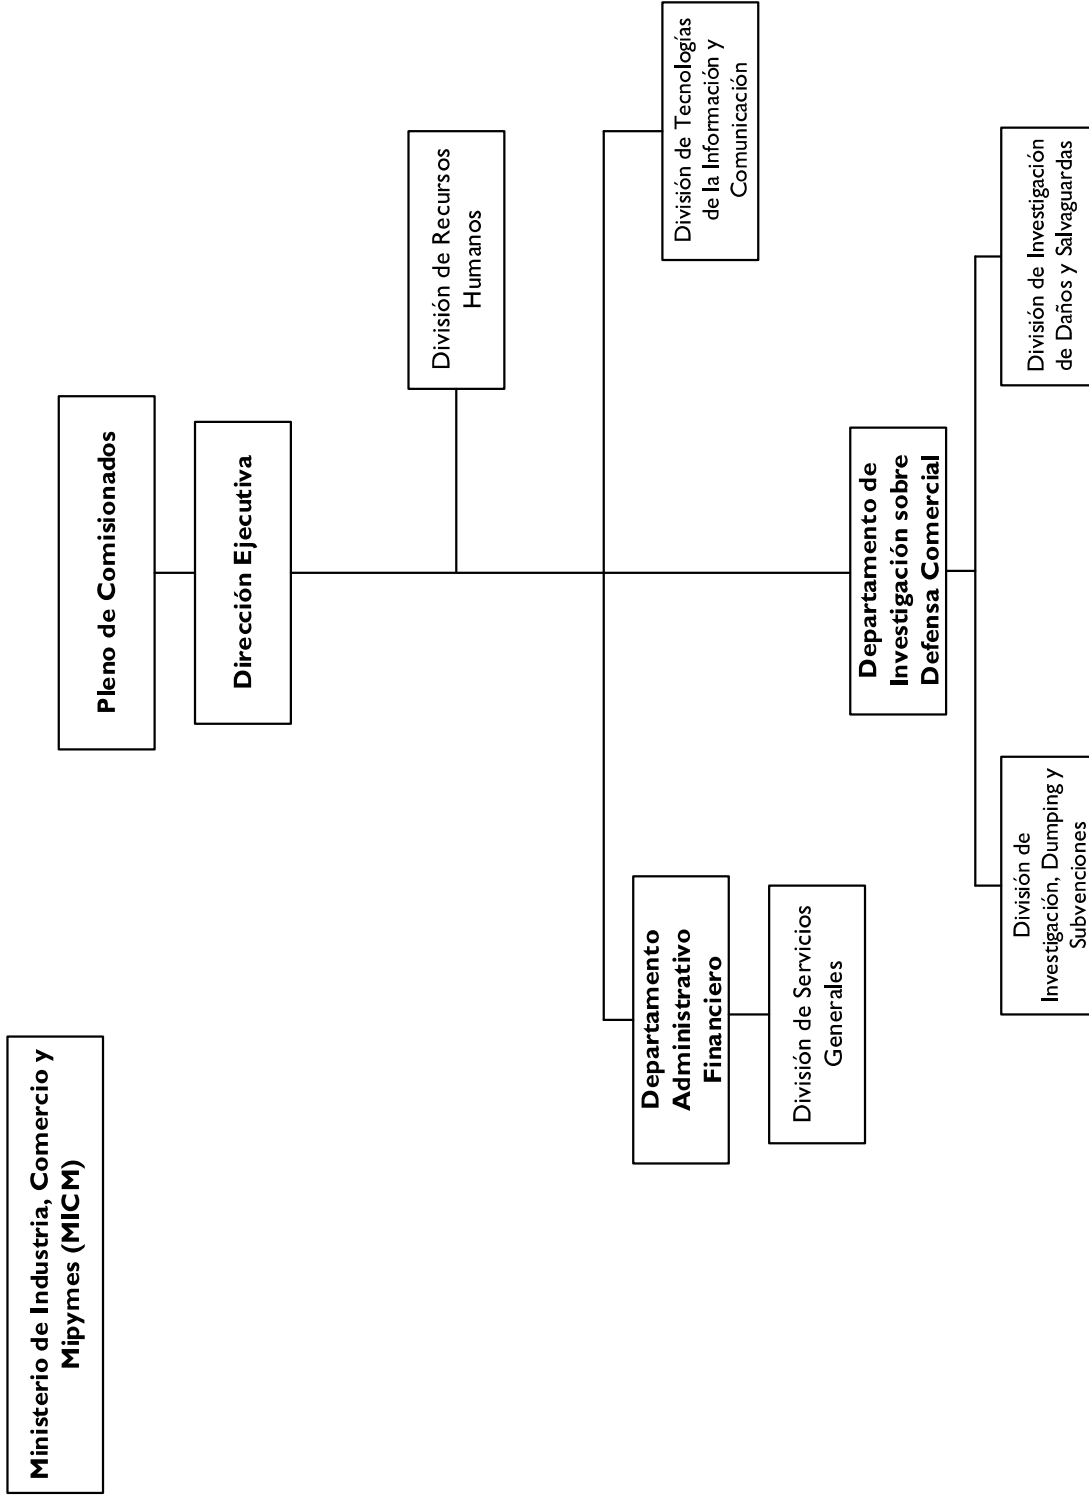 Ministerio de Industria, Comercio y
Mipymes (MICM)
Pleno de Comisionados
Dirección Ejecutiva
División de Recursos
Humanos
Departamento
Administrativo
Financiero
División de Servicios
Generales
División de Tecnologías
de la Información y
Comunicación
Departamento de
Investigación sobre
Defensa Comercial
División de
Investigación, Dumping y
Subvenciones
División de Investigación
de Daños y Salvaguardas